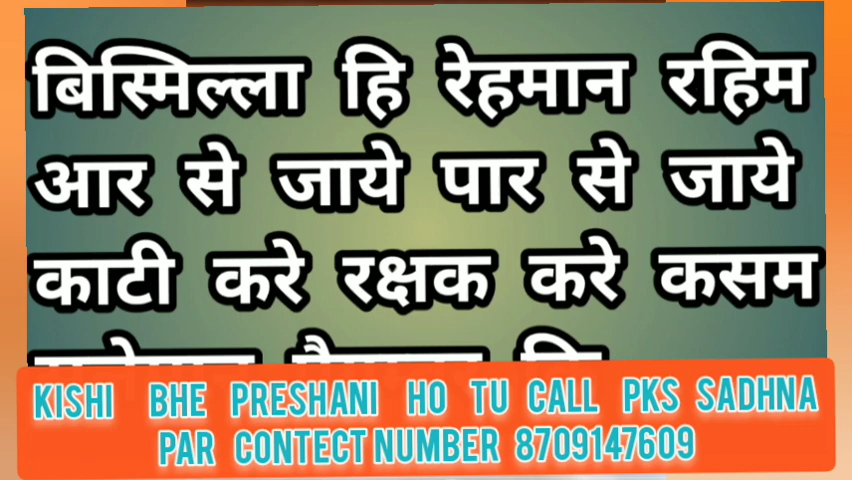 बिस्मिल्ला हि रेहमान रहिम
आर से जाये पार से जाये
काटी करे रक्षक करे कसम
KISHI BHE PRESHANI HO TU CALL PKS SADHNA
PAR CONTECT NUMBER 8709147609